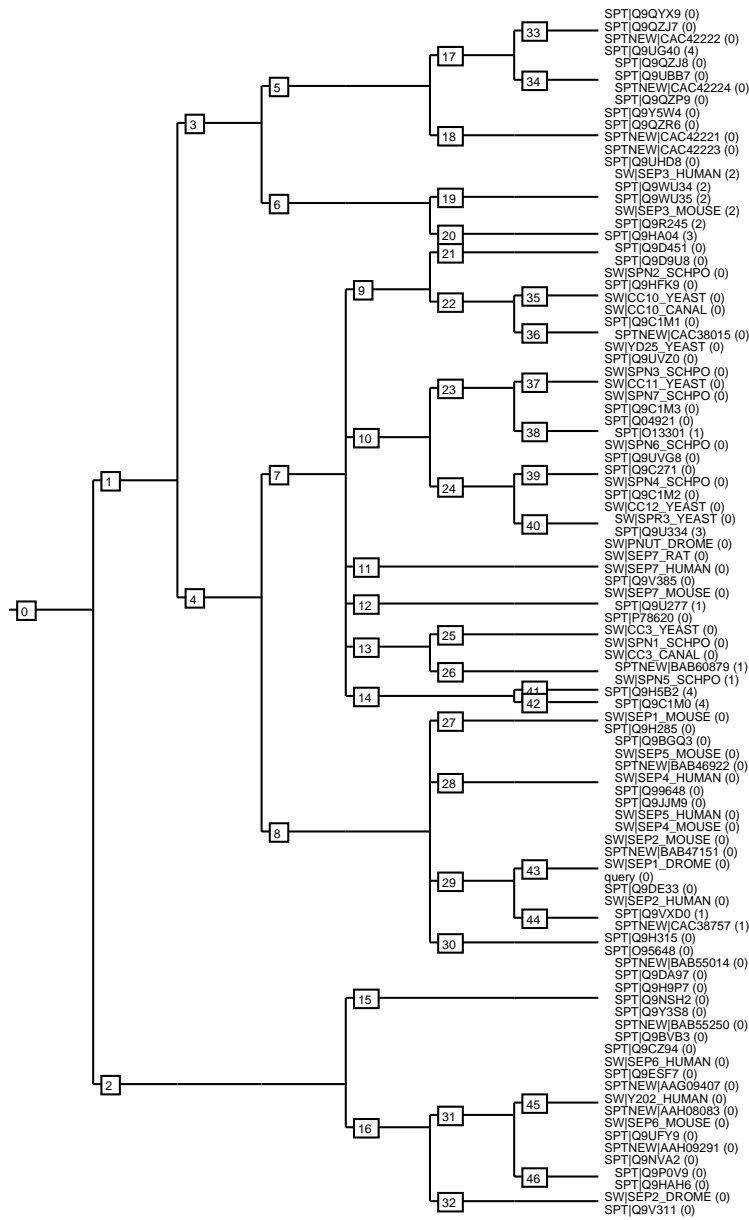 SPT|Q9QYX9 (0)
SPT|Q9QZJ7 (0)
33
SPTNEW|CAC42222 (0)
17
SPT|Q9UG40 (4)
SPT|Q9QZJ8 (0)
SPT|Q9UBB7 (0)
34
5
SPTNEW|CAC42224 (0)
SPT|Q9QZP9 (0)
SPT|Q9Y5W4 (0)
3
SPT|Q9QZR6 (0)
18
SPTNEW|CAC42221 (0)
SPTNEW|CAC42223 (0)
SPT|Q9UHD8 (0)
SW|SEP3_HUMAN (2)
SPT|Q9WU34 (2)
19
SPT|Q9WU35 (2)
6
SW|SEP3_MOUSE (2)
SPT|Q9R245 (2)
20
SPT|Q9HA04 (3)
SPT|Q9D451 (0)
21
SPT|Q9D9U8 (0)
SW|SPN2_SCHPO (0)
9
SPT|Q9HFK9 (0)
35
SW|CC10_YEAST (0)
22
SW|CC10_CANAL (0)
SPT|Q9C1M1 (0)
36
SPTNEW|CAC38015 (0)
SW|YD25_YEAST (0)
SPT|Q9UVZ0 (0)
SW|SPN3_SCHPO (0)
37
SW|CC11_YEAST (0)
23
SW|SPN7_SCHPO (0)
SPT|Q9C1M3 (0)
SPT|Q04921 (0)
38
SPT|O13301 (1)
10
SW|SPN6_SCHPO (0)
SPT|Q9UVG8 (0)
39
SPT|Q9C271 (0)
7
1
SW|SPN4_SCHPO (0)
24
SPT|Q9C1M2 (0)
SW|CC12_YEAST (0)
SW|SPR3_YEAST (0)
40
SPT|Q9U334 (3)
SW|PNUT_DROME (0)
SW|SEP7_RAT (0)
11
SW|SEP7_HUMAN (0)
SPT|Q9V385 (0)
SW|SEP7_MOUSE (0)
4
12
SPT|Q9U277 (1)
0
SPT|P78620 (0)
25
SW|CC3_YEAST (0)
13
SW|SPN1_SCHPO (0)
SW|CC3_CANAL (0)
26
SPTNEW|BAB60879 (1)
SW|SPN5_SCHPO (1)
41
14
SPT|Q9H5B2 (4)
42
SPT|Q9C1M0 (4)
27
SW|SEP1_MOUSE (0)
SPT|Q9H285 (0)
SPT|Q9BGQ3 (0)
SW|SEP5_MOUSE (0)
SPTNEW|BAB46922 (0)
28
SW|SEP4_HUMAN (0)
SPT|Q99648 (0)
SPT|Q9JJM9 (0)
SW|SEP5_HUMAN (0)
8
SW|SEP4_MOUSE (0)
SW|SEP2_MOUSE (0)
SPTNEW|BAB47151 (0)
43
SW|SEP1_DROME (0)
29
query (0)
SPT|Q9DE33 (0)
SW|SEP2_HUMAN (0)
44
SPT|Q9VXD0 (1)
SPTNEW|CAC38757 (1)
30
SPT|Q9H315 (0)
SPT|O95648 (0)
SPTNEW|BAB55014 (0)
SPT|Q9DA97 (0)
SPT|Q9H9P7 (0)
15
SPT|Q9NSH2 (0)
SPT|Q9Y3S8 (0)
SPTNEW|BAB55250 (0)
SPT|Q9BVB3 (0)
SPT|Q9CZ94 (0)
SW|SEP6_HUMAN (0)
SPT|Q9ESF7 (0)
2
SPTNEW|AAG09407 (0)
45
SW|Y202_HUMAN (0)
31
SPTNEW|AAH08083 (0)
16
SW|SEP6_MOUSE (0)
SPT|Q9UFY9 (0)
SPTNEW|AAH09291 (0)
SPT|Q9NVA2 (0)
46
SPT|Q9P0V9 (0)
SPT|Q9HAH6 (0)
32
SW|SEP2_DROME (0)
SPT|Q9V311 (0)